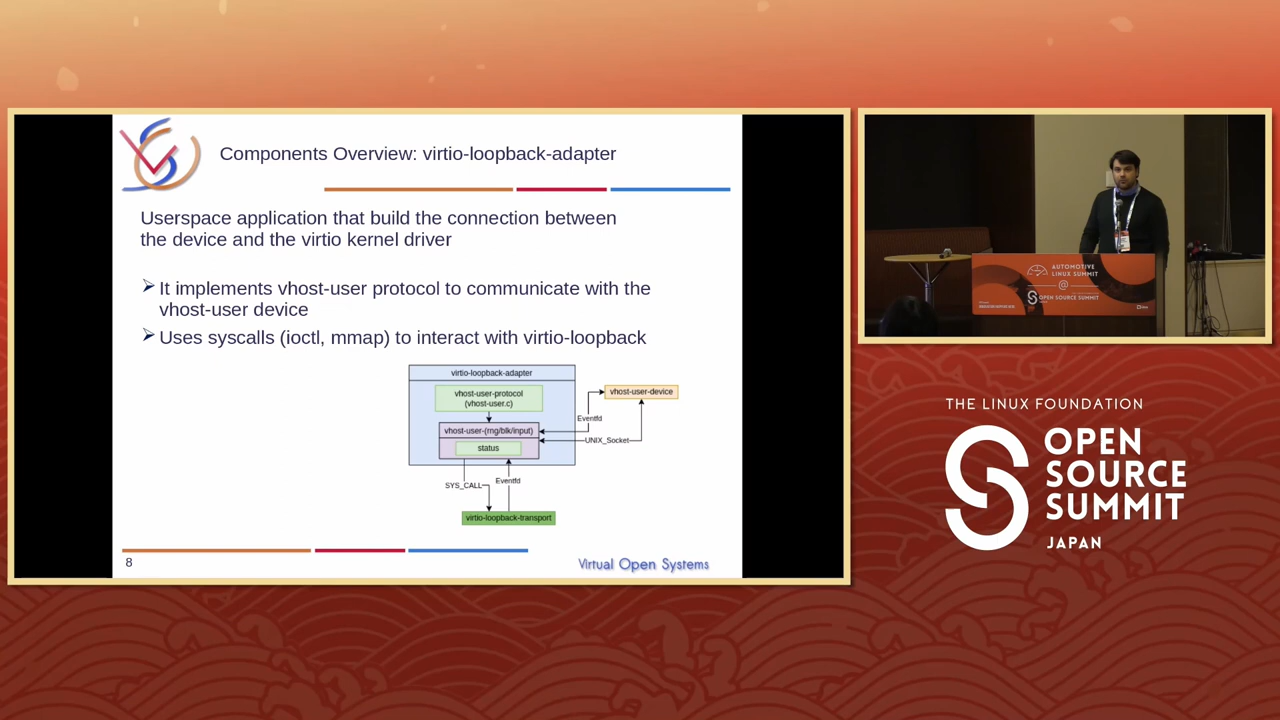 Components Overview: virtio-loopback-adapter
Userspace application that build the connection between
the device and the virtio kernel driver
It implements vhost-user protocol to communicate with the
vhost-user device
Uses syscalls (ioctl, mmap) to interact with virtio-loopback
virtio-loopback-adapter
vhost-user-protocol
(vhost-user.c)
vhost-user-device
Eventfd
vhost-user-(rng/blk/input)
UNIX_Socket
status
SYS_CALL
Eventfd
virtio-loopback-transport
8
Virtual Open Systems
AUTOMOTIVE
LINUX SUMMIT
@
OPEN SOURCE SUMMIT
THE LINUX FOUNDATION
OPEN
SOURCE
SUMMIT
JAPAN